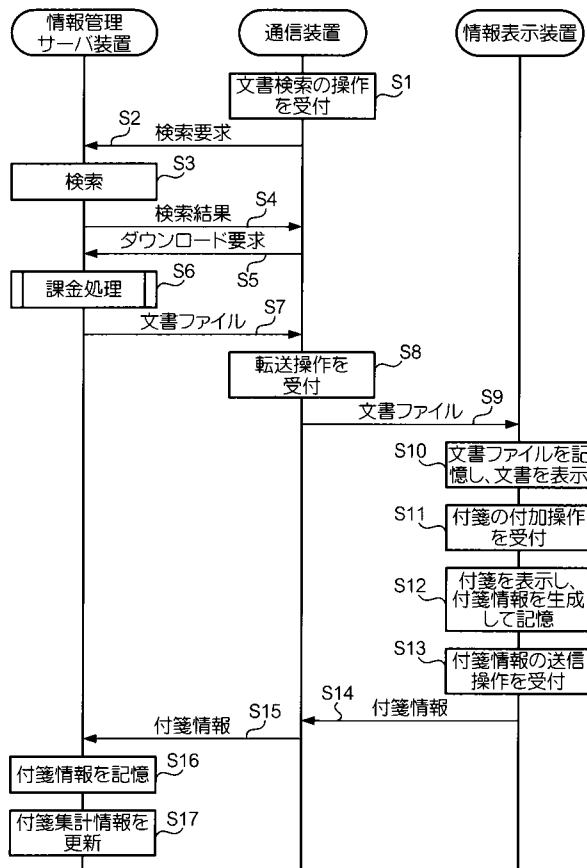 情報管理
サーバ装置
通信装置
情報表示装置
文書検索の操作
を受付
S1
S2
検索要求
検索
S3
検索結果
S4
ダウンロード要求
S5
課金処理
S6
文書ファイル
S7
転送操作を
受付
S8
文書ファイル
S9
S10
文書ファイルを記
憶し、文書を表示
S11
付箋の付加操作
を受付
S12
付箋を表示し、
付箋情報を生成
して記憶
S13
付箋情報の送信
操作を受付
S14
付箋情報
付箋情報
S15
付箋情報を記憶
S16
付箋集計情報を
更新
S17